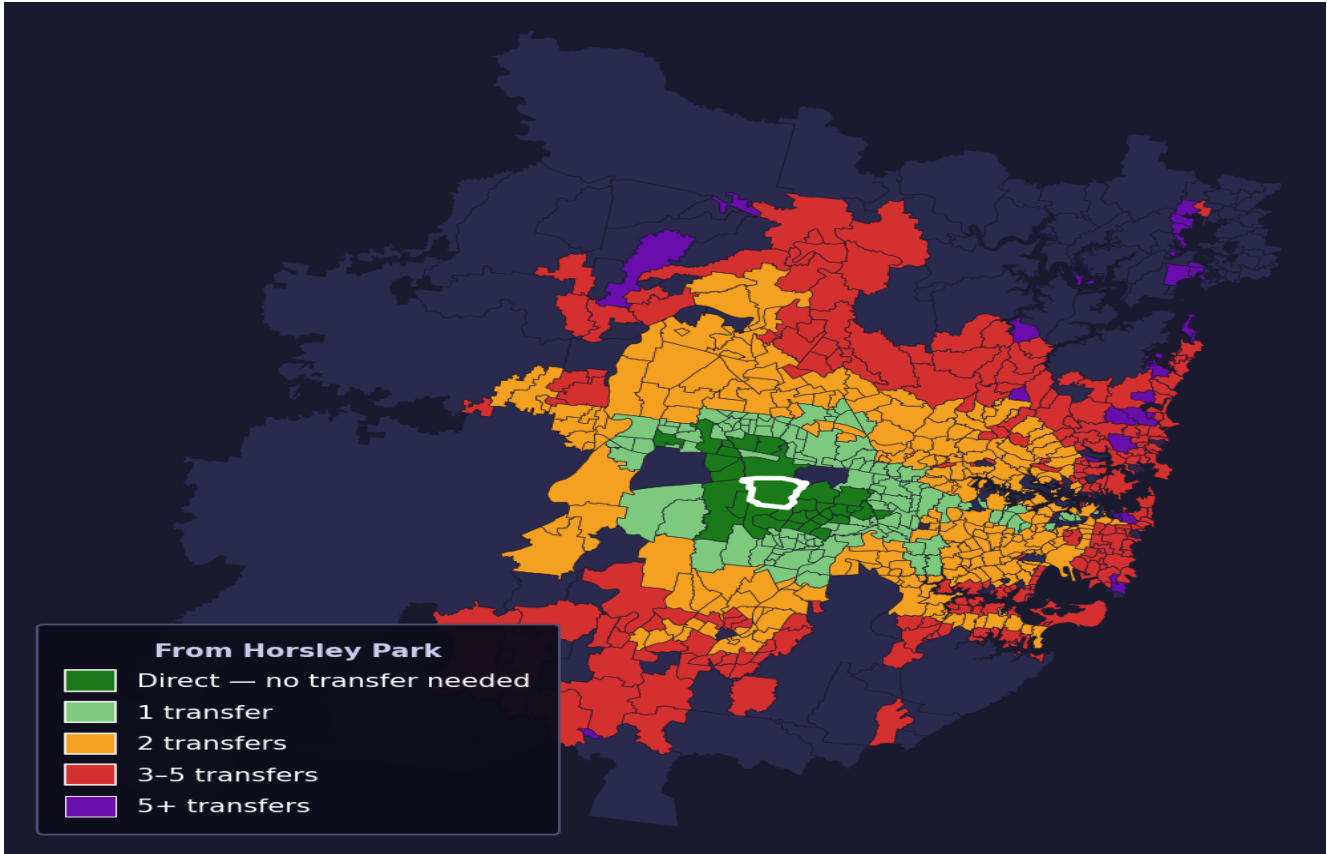 From Horsley Park
Direct — no transfer needed
1 transfer
2 transfers
3–5 transfers
5+ transfers